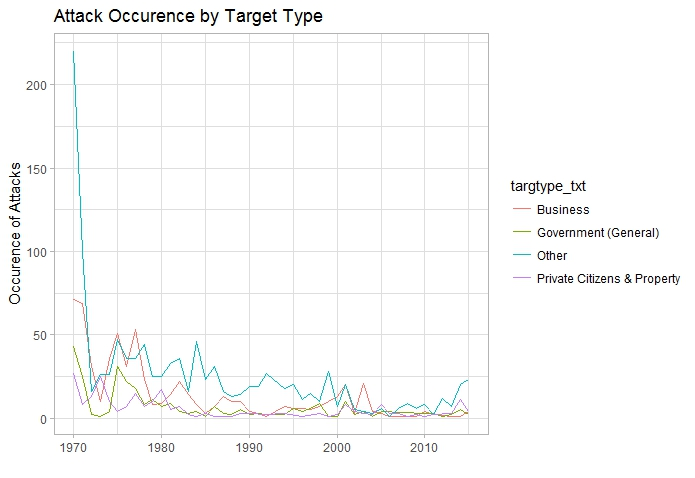 Attack Occurence by Target Type
Occurence of Attacks
200
150
100
50
0
1970
1980
1990
2000
2010
targtype_txt
Business
Government (General)
Other
Private Citizens & Property